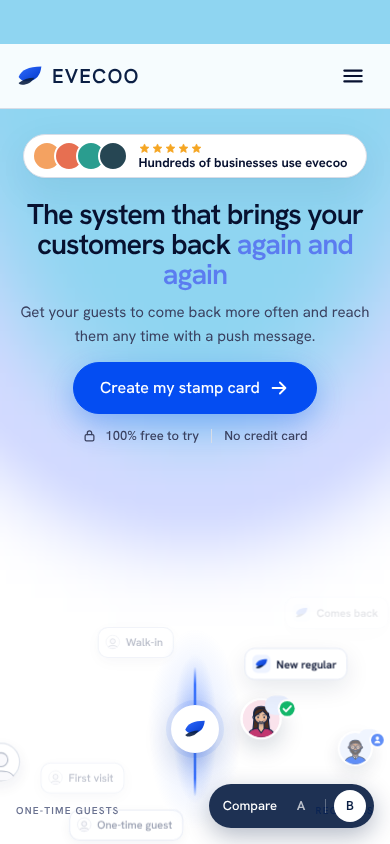 EVECOO
Hundreds of businesses use evecoo
The system that brings your
customers back again and
again
Get your guests to come back more often and reach
them any time with a push message.
Create my stamp card →
100% free to try
No credit card
Comes back
Walk-in
New regular
First visit
ONE-TIME GUESTS
One-time guest
Compare A B